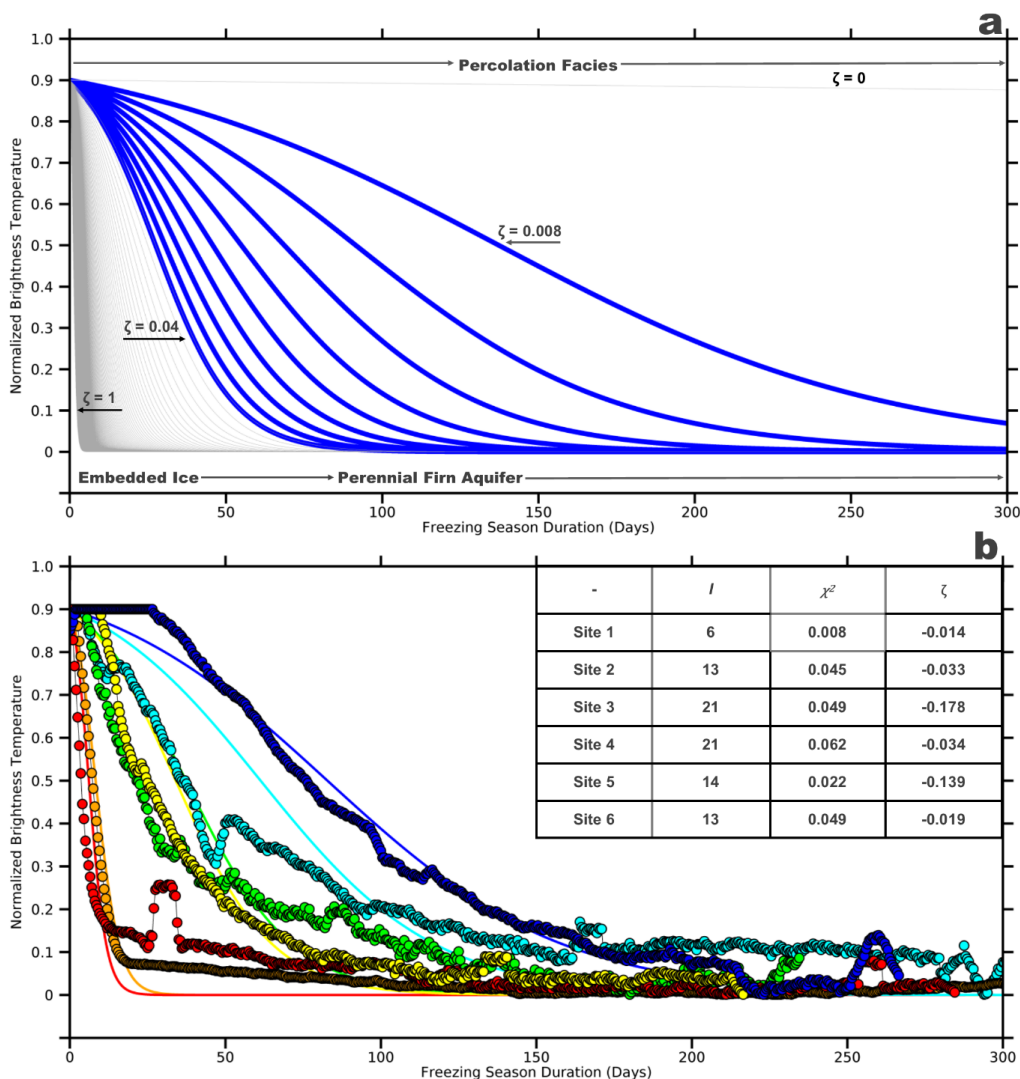 a
1.0
Percolation Facies
ζ = 0
0.9
0.8
0.7
0.6
ζ = 0.008
0.5
0.4
ζ = 0.04
0.3
0.2
ζ = 1
0.1
0
Normalized Brightness Temperature
Embedded Ice
Perennial Firn Aquifer
0 50 100 150 200 250 300
Freezing Season Duration (Days)
b
1.0
0.9
0.8
0.7
0.6
0.5
0.4
0.3
0.2
0.1
0
Normalized Brightness Temperature
- I χ² ζ
Site 1 6 0.008 -0.014
Site 2 13 0.045 -0.033
Site 3 21 0.049 -0.178
Site 4 21 0.062 -0.034
Site 5 14 0.022 -0.139
Site 6 13 0.049 -0.019
0 50 100 150 200 250 300
Freezing Season Duration (Days)